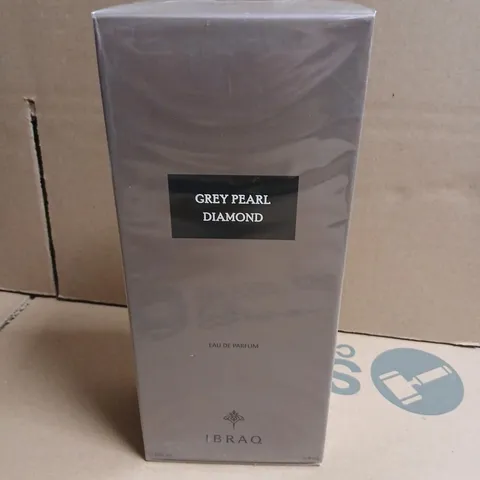 GREY PEARL
DIAMOND
EAU DE PARFUM
IBRAQ